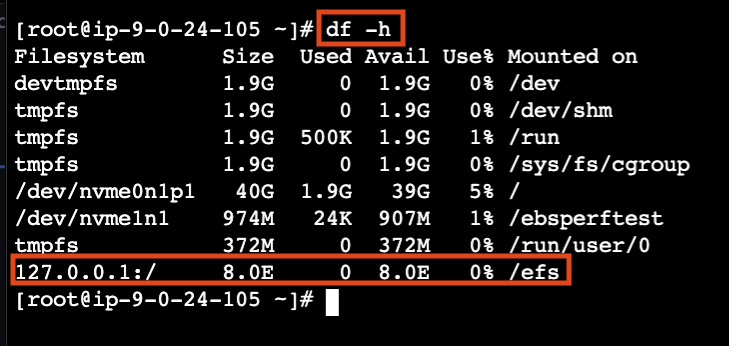 [root@ip-9-0-24-105 ~]# df -h
Filesystem Size Used Avail Use% Mounted on
devtmpfs 1.9G 0 1.9G 0% /dev
tmpfs 1.9G 0 1.9G 0% /dev/shm
tmpfs 1.9G 500K 1.9G 1% /run
tmpfs 1.9G 0 1.9G 0% /sys/fs/cgroup
/dev/nvme0n1p1 40G 1.9G 39G 5% /
/dev/nvme1n1 974M 24K 907M 1% /ebsperftest
tmpfs 372M 0 372M 0% /run/user/0
127.0.0.1:/ 8.0E 0 8.0E 0% /efs
[root@ip-9-0-24-105 ~]#